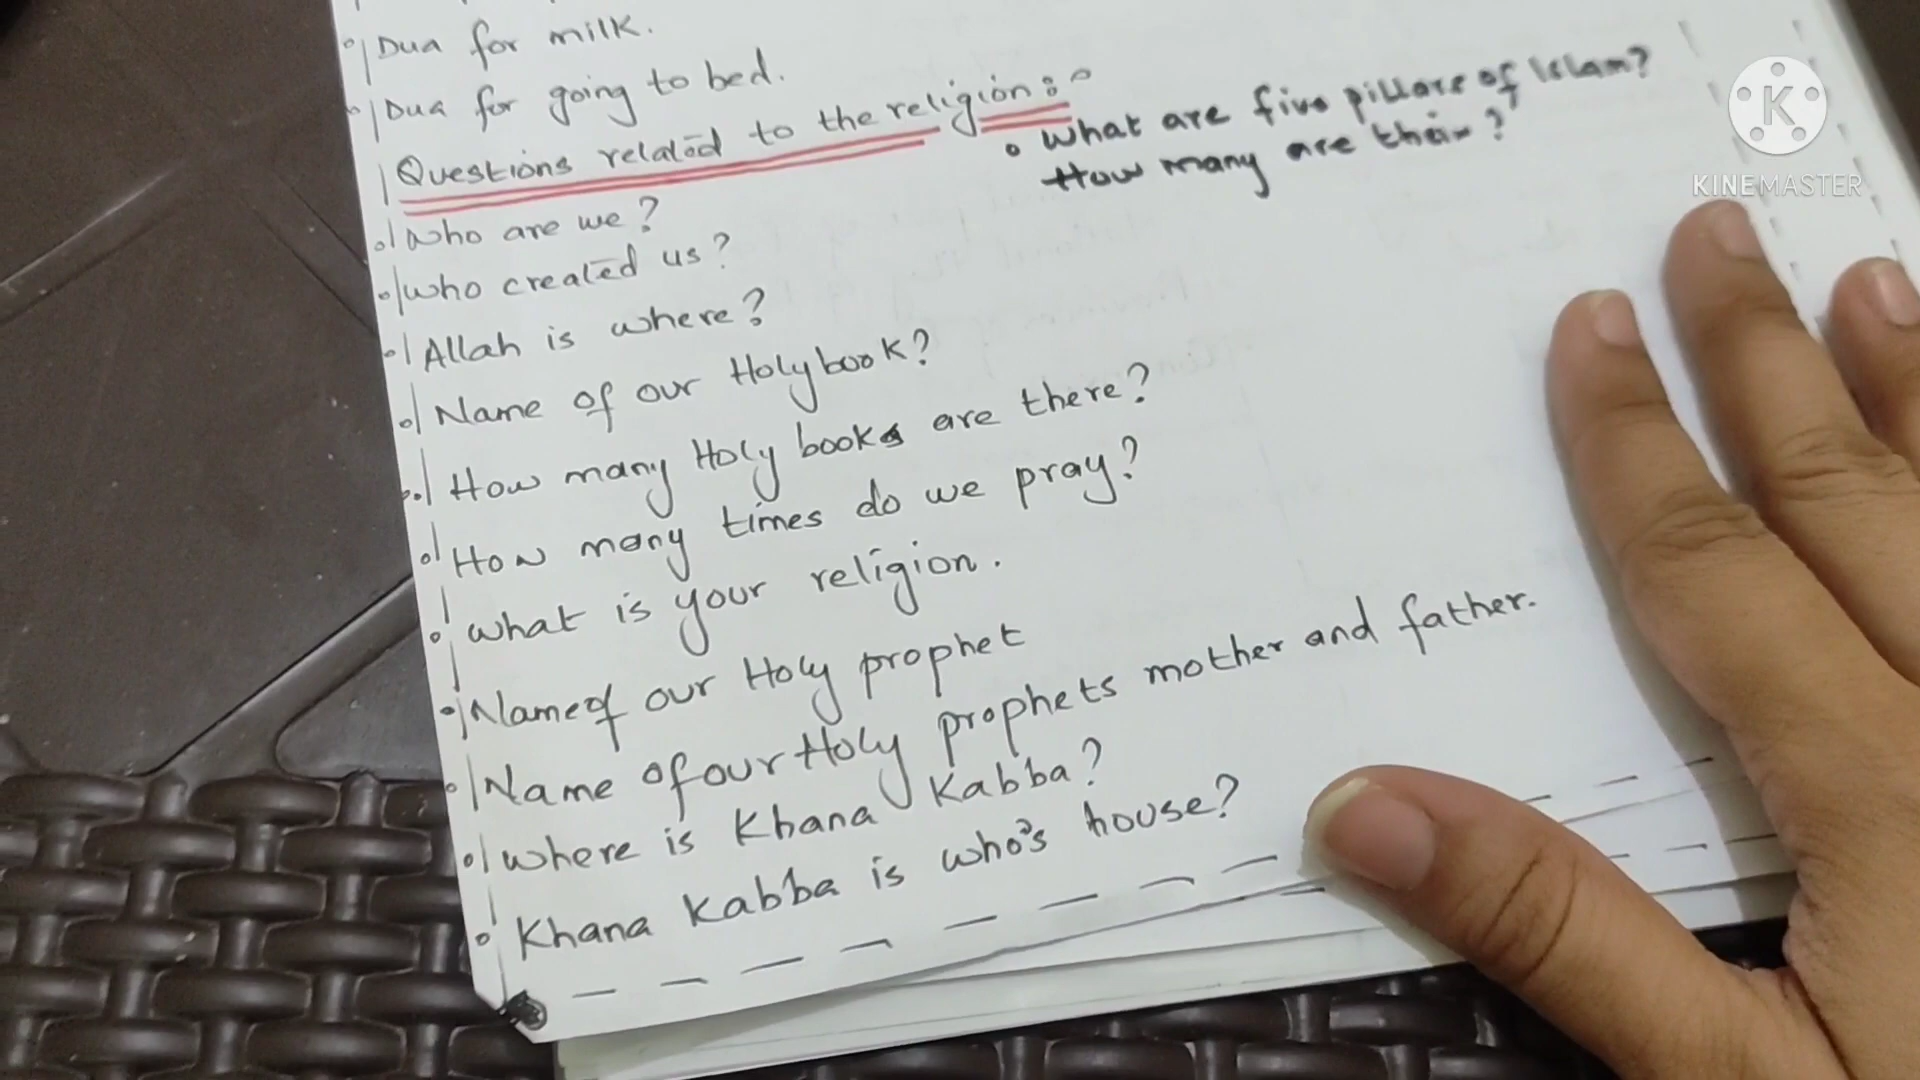 Dua for milk.
Dua for going to bed.
Questions related to the religion:
Who are we?
Who created us?
Allah is where?
Name of our Holy book?
How many Holy books are there?
How many times do we pray?
What is your religion.
Name of our Holy prophet
Name of our Holy prophets mother and father.
Where is Khana Kabba?
Khana Kabba is who's house?
What are five pillars of Islam?
How many are their?
KINEMASTER